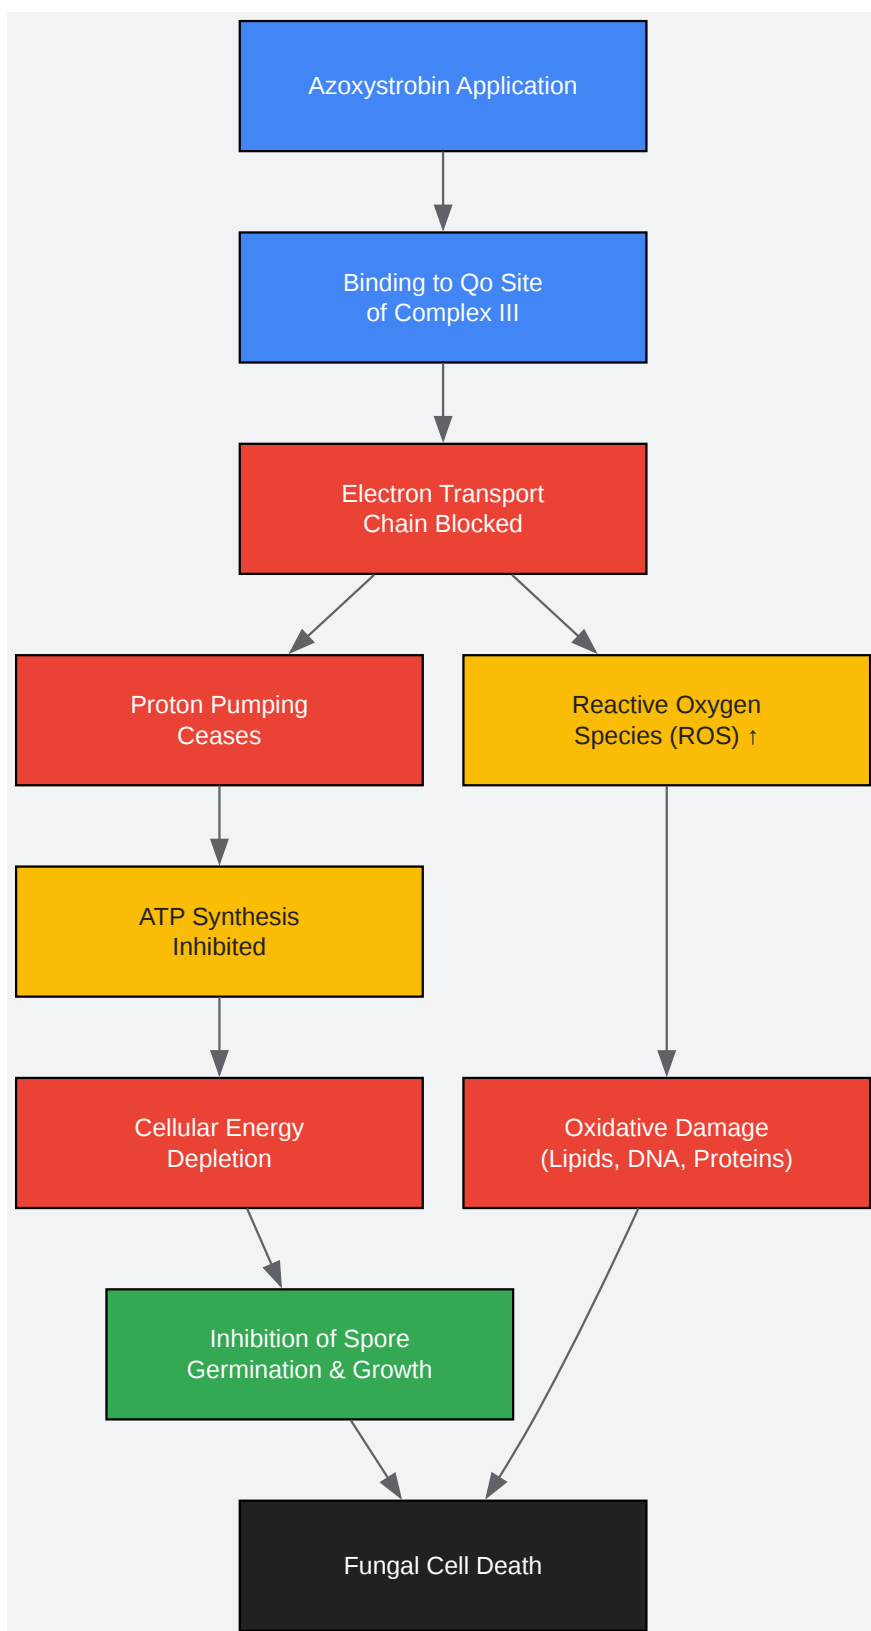 Azoxystrobin Application
Binding to Qo Site
of Complex III
Electron Transport
Chain Blocked
Proton Pumping
Ceases
Reactive Oxygen
Species (ROS) ↑
ATP Synthesis
Inhibited
Cellular Energy
Depletion
Oxidative Damage
(Lipids, DNA, Proteins)
Inhibition of Spore
Germination & Growth
Fungal Cell Death